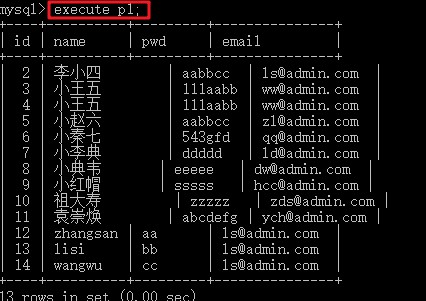 mysql> execute pl;
| id | name | pwd | email |
| 2 | 李小四 | aabbcc | ls@admin.com |
| 3 | 小王五 | 111aabb | ww@admin.com |
| 4 | 小王五 | 111aabb | ww@admin.com |
| 5 | 小赵六 | aabbcc | zl@admin.com |
| 6 | 小秦七 | 543gfd | qq@admin.com |
| 7 | 小李典 | ddddd | ld@admin.com |
| 8 | 小典韦 | eeeee | dw@admin.com |
| 9 | 小红帽 | sssss | hcc@admin.com |
| 10 | 祖大寿 | zzzzz | zds@admin.com |
| 11 | 袁崇焕 | abcdefg | ych@admin.com |
| 12 | zhangsan | aa | ls@admin.com |
| 13 | lisi | bb | ls@admin.com |
| 14 | wangwu | cc | ls@admin.com |
13 rows in set (0.00 sec)